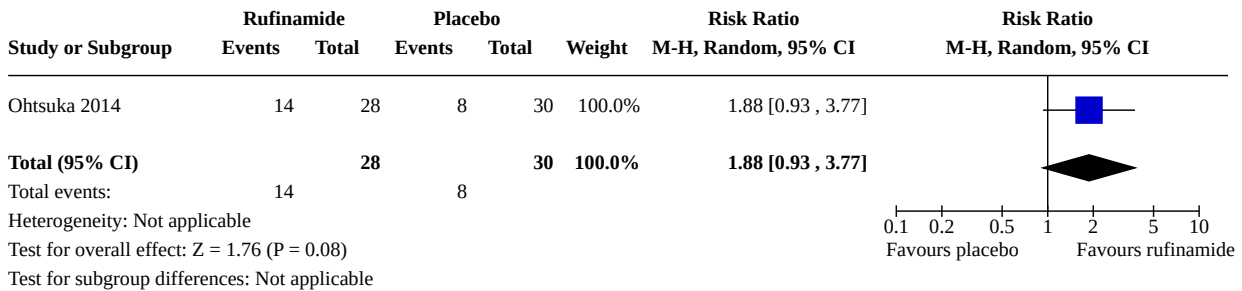 Rufinamide Placebo Risk Ratio Risk Ratio
Study or Subgroup Events Total Events Total Weight M-H, Random, 95% CI M-H, Random, 95% CI
Ohtsuka 2014 14 28 8 30 100.0% 1.88 [0.93 , 3.77]
Total (95% CI) 28 30 100.0% 1.88 [0.93 , 3.77]
Total events: 14 8
Heterogeneity: Not applicable
Test for overall effect: Z = 1.76 (P = 0.08)
Test for subgroup differences: Not applicable
0.1 0.2 0.5 1 2 5 10
Favours placebo Favours rufinamide